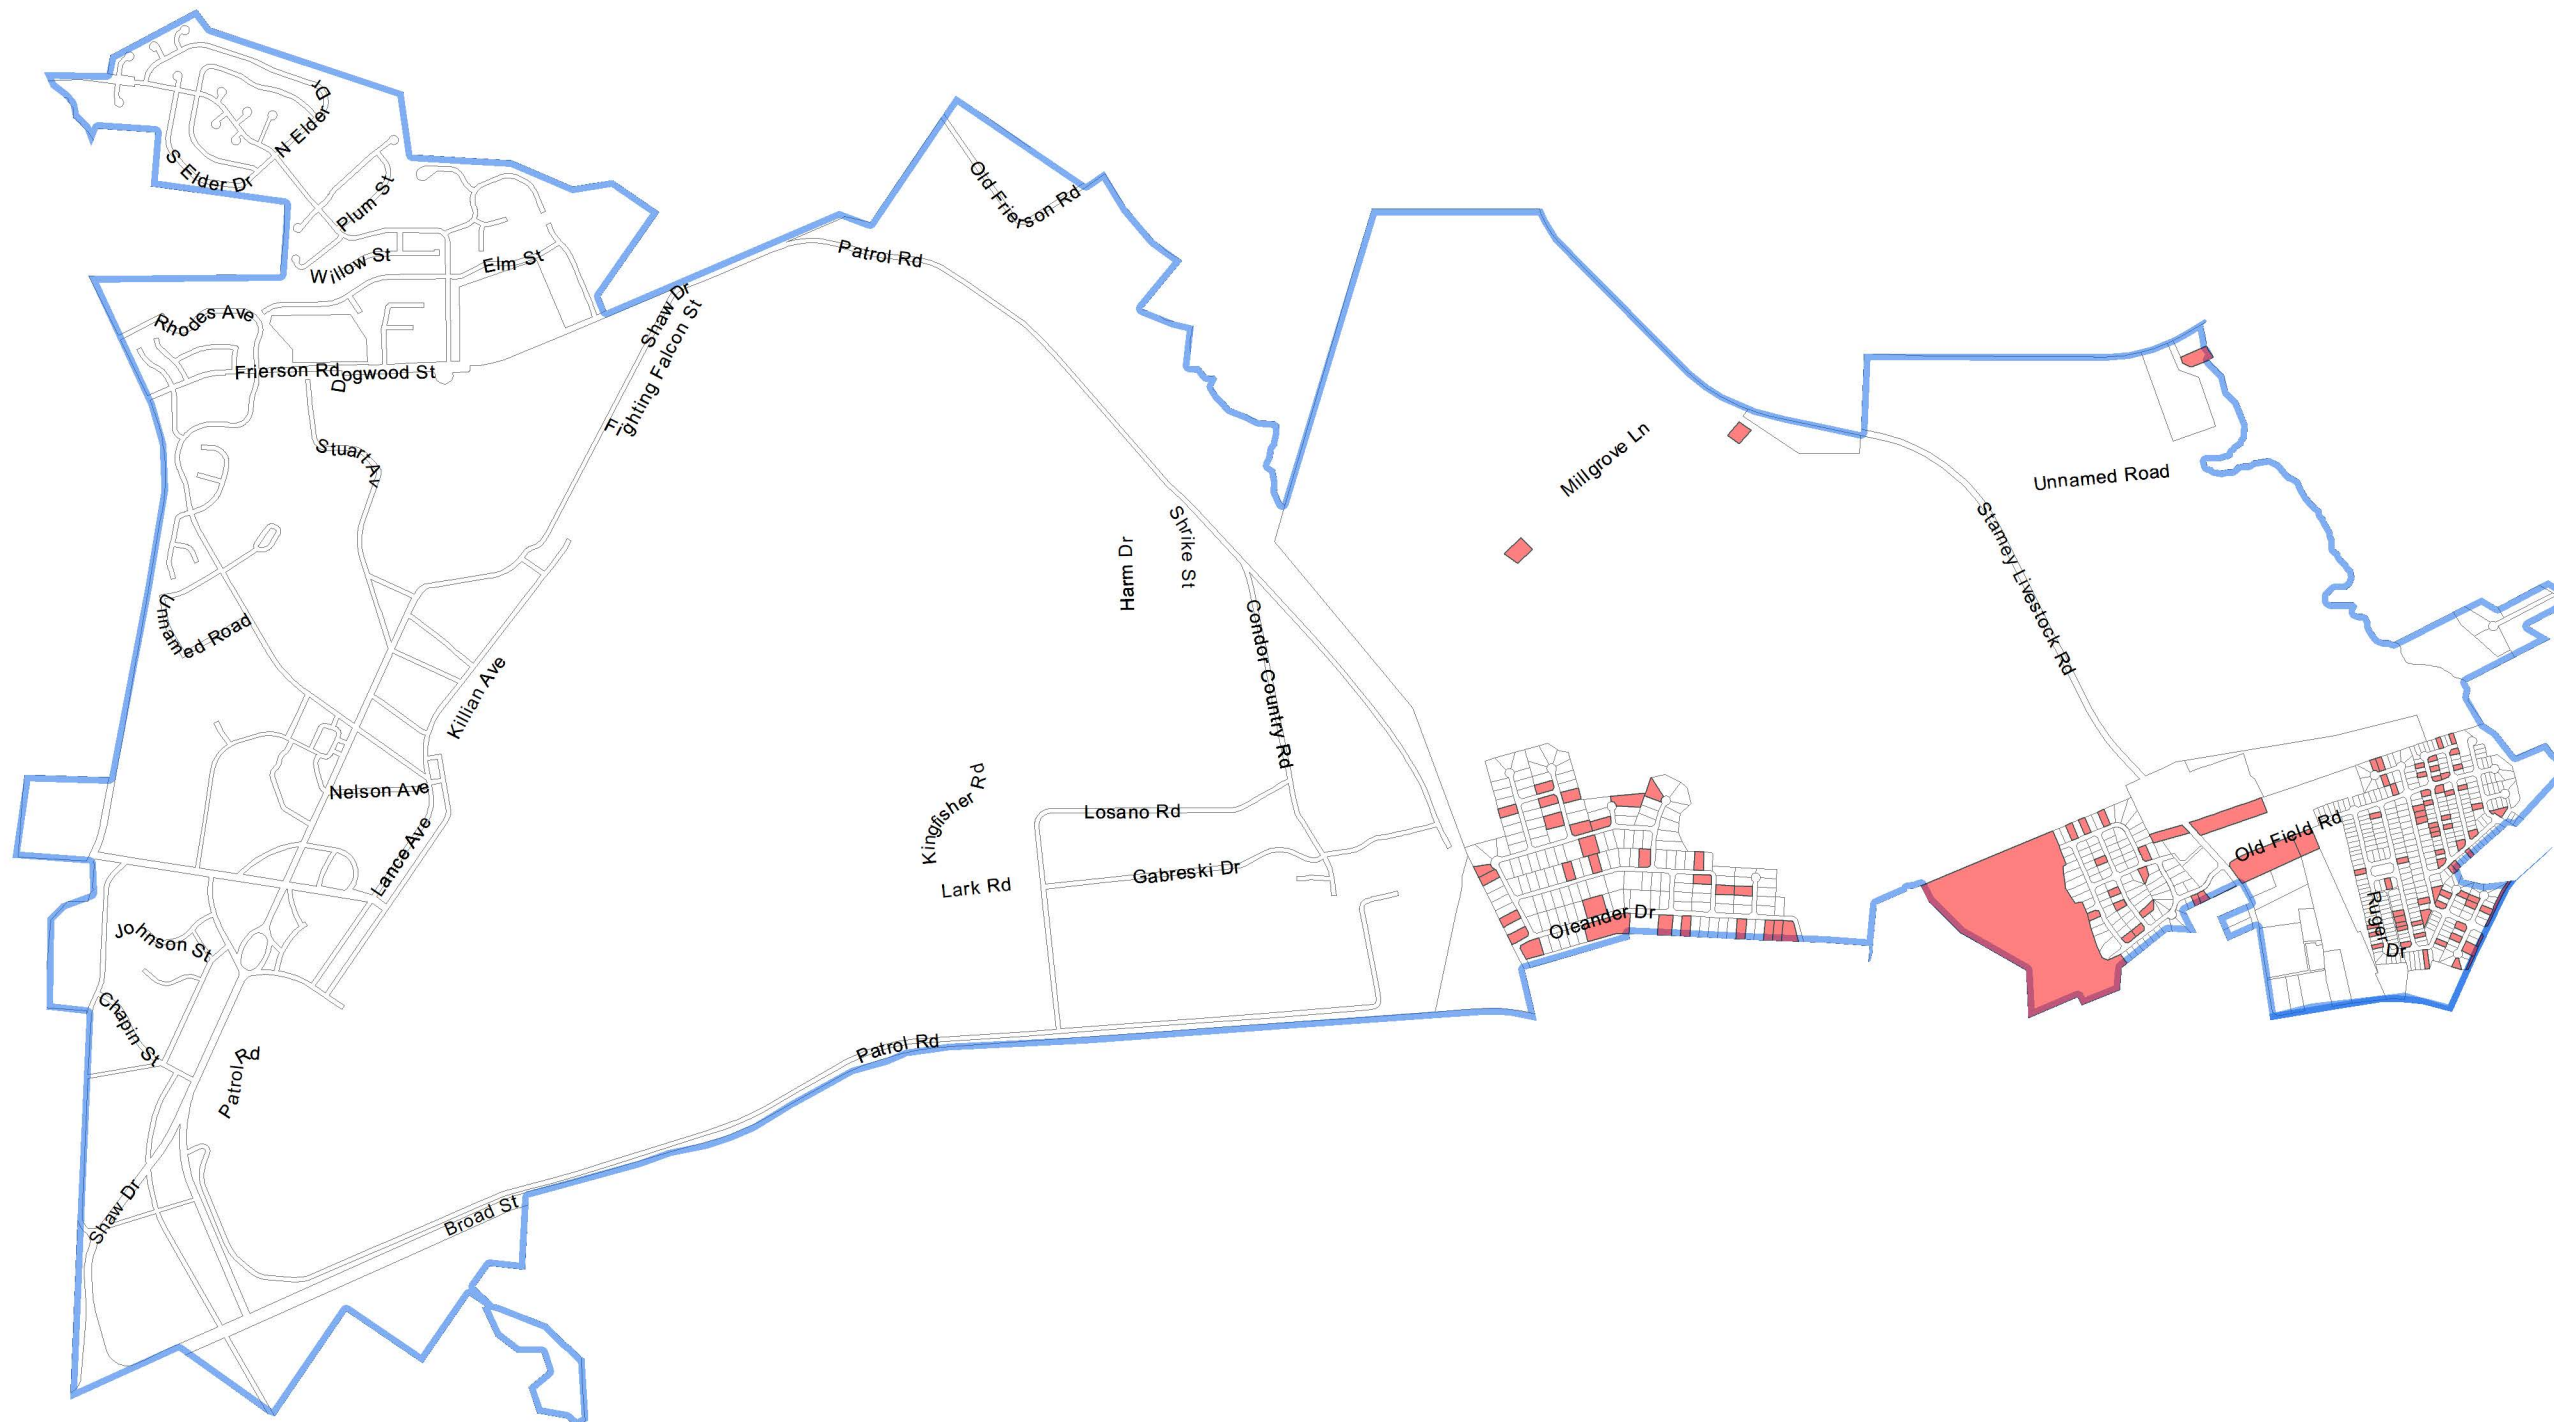 N Elder Dr
S Elder Dr
Plum St
Willow St
Elm St
Rhodes Ave
Frierson Rd
Dogwood St
Shaw Dr
Fighting Falcon St
Stuart Av
Unnamed Road
Killian Ave
Nelson Ave
Lance Ave
Johnson St
Chapin St
Patrol Rd
Shaw Dr
Broad St
Patrol Rd
Patrol Rd
Old Frierson Rd
Shrike St
Harm Dr
Condor Country Rd
Kingfisher Rd
Losano Rd
Lark Rd
Gabreski Dr
Millgrove Ln
Unnamed Road
Stamey Livestock Rd
Oleander Dr
Old Field Rd
Ruger Dr